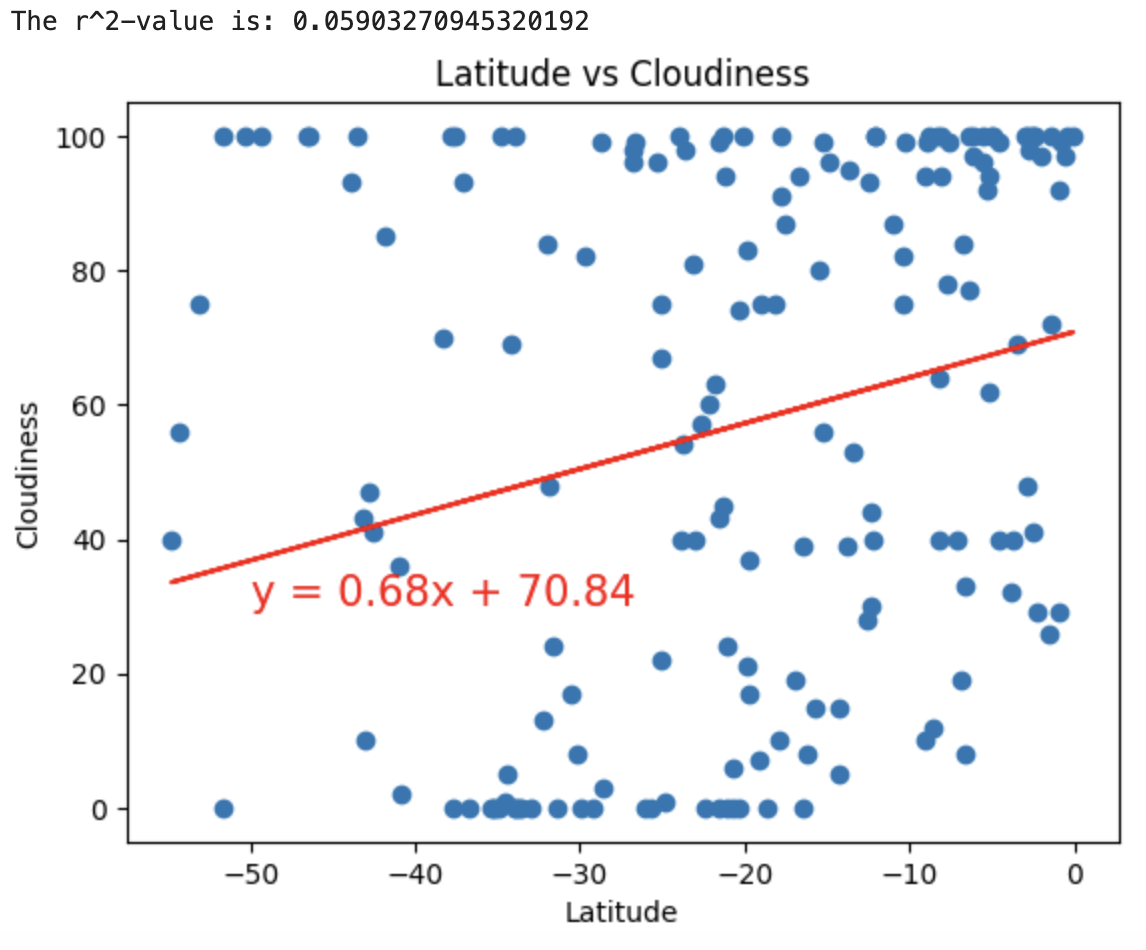 The r^2-value is: 0.05903270945320192
Latitude vs Cloudiness
100
80
60
40
20
0
Cloudiness
y = 0.68x + 70.84
−50 −40 −30 −20 −10 0
Latitude